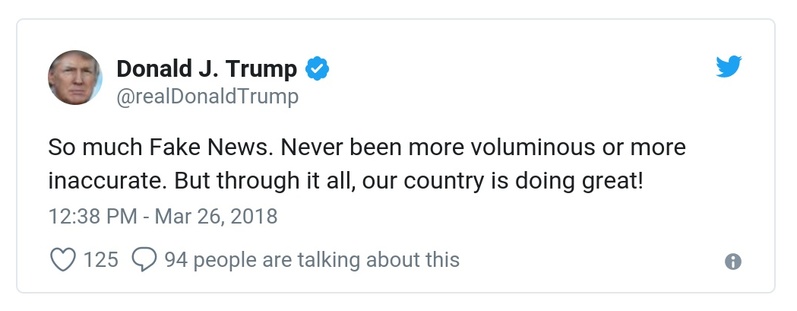 Donald J. Trump
@realDonaldTrump
So much Fake News. Never been more voluminous or more
inaccurate. But through it all, our country is doing great!
12:38 PM - Mar 26, 2018
125 94 people are talking about this